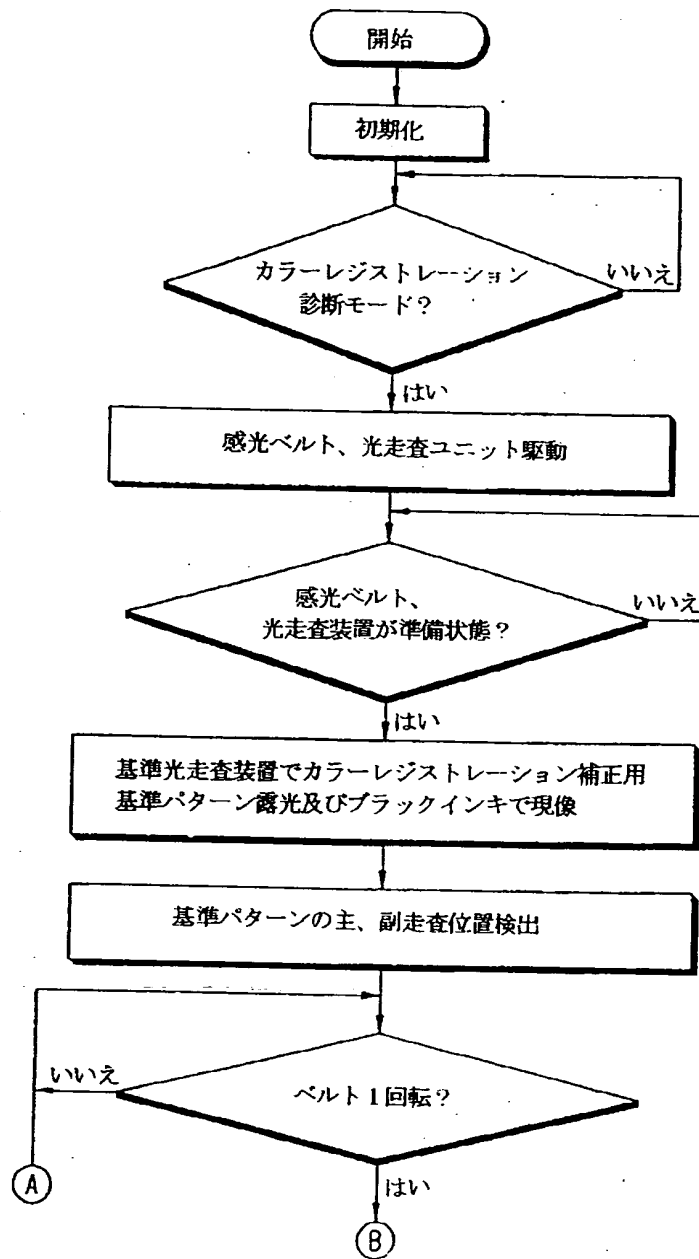 開始
初期化
カラーレジストレーション
診断モード?
いいえ
はい
感光ベルト、光走査ユニット駆動
感光ベルト、
光走査装置が準備状態?
いいえ
はい
基準光走査装置でカラーレジストレーション補正用
基準パターン露光及びブラックインキで現像
基準パターンの主、副走査位置検出
いいえ
ベルト1回転?
A
はい
B